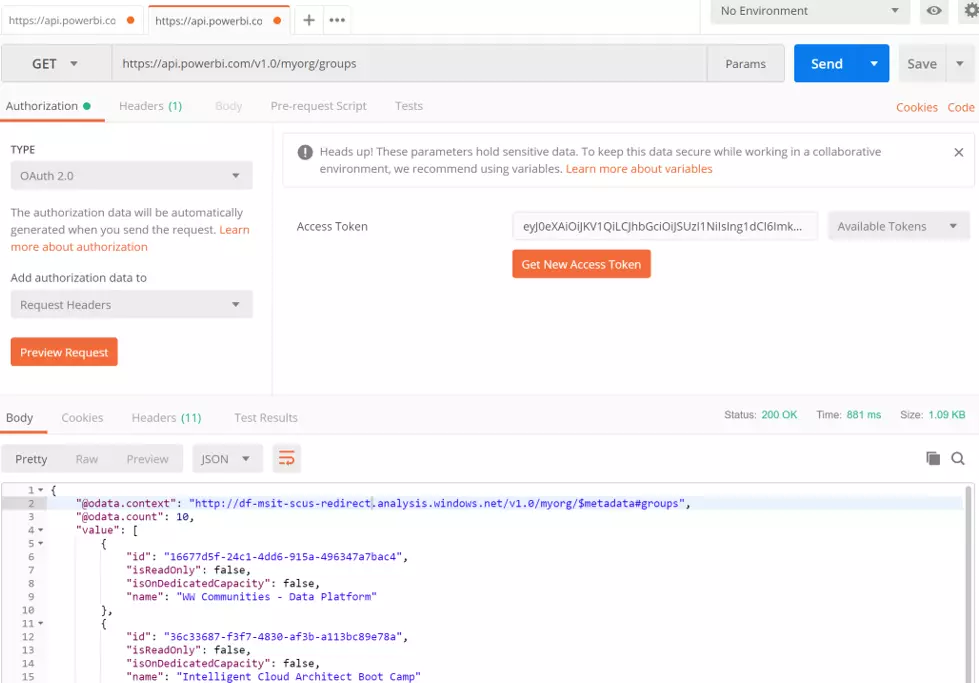 https://api.powerbi.co https://api.powerbi.co No Environment
GET https://api.powerbi.com/v1.0/myorg/groups Params Send Save
Authorization Headers (1) Body Pre-request Script Tests Cookies Code
TYPE
OAuth 2.0
The authorization data will be automatically
generated when you send the request. Learn
more about authorization
Add authorization data to
Request Headers
Preview Request
Heads up! These parameters hold sensitive data. To keep this data secure while working in a collaborative
environment, we recommend using variables. Learn more about variables
Access Token eyJ0eXAiOiJKV1QiLCJhbGciOiJSUzI1NiIsIng1dCI6Imk... Available Tokens
Get New Access Token
Body Cookies Headers (11) Test Results Status: 200 OK Time: 881 ms Size: 1.09 KB
Pretty Raw Preview JSON
1 {
2 "@odata.context": "http://df-msit-scus-redirect.analysis.windows.net/v1.0/myorg/$metadata#groups",
3 "@odata.count": 10,
4 "value": [
5 {
6 "id": "16677d5f-24c1-4dd6-915a-496347a7bac4",
7 "isReadOnly": false,
8 "isOnDedicatedCapacity": false,
9 "name": "WW Communities - Data Platform"
10 },
11 {
12 "id": "36c33687-f3f7-4830-af3b-a113bc89e78a",
13 "isReadOnly": false,
14 "isOnDedicatedCapacity": false,
15 "name": "Intelligent Cloud Architect Boot Camp"